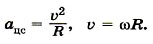 a_цс = v²/R, v = ωR.